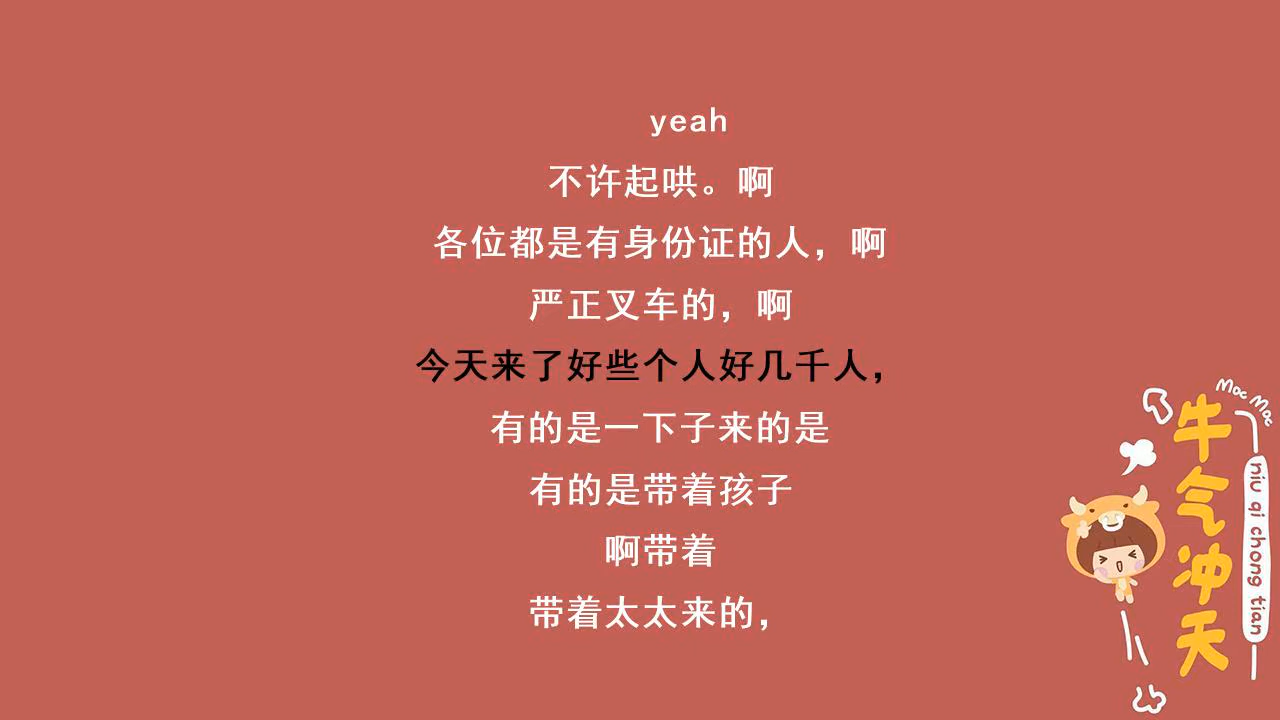 yeah
不许起哄。啊
各位都是有身份证的人，啊
严正叉车的，啊
今天来了好些个人好几千人，
有的是一下子来的是
有的是带着孩子
啊带着
带着太太来的，
Moc Moc
牛气冲天
niu qi chong tian